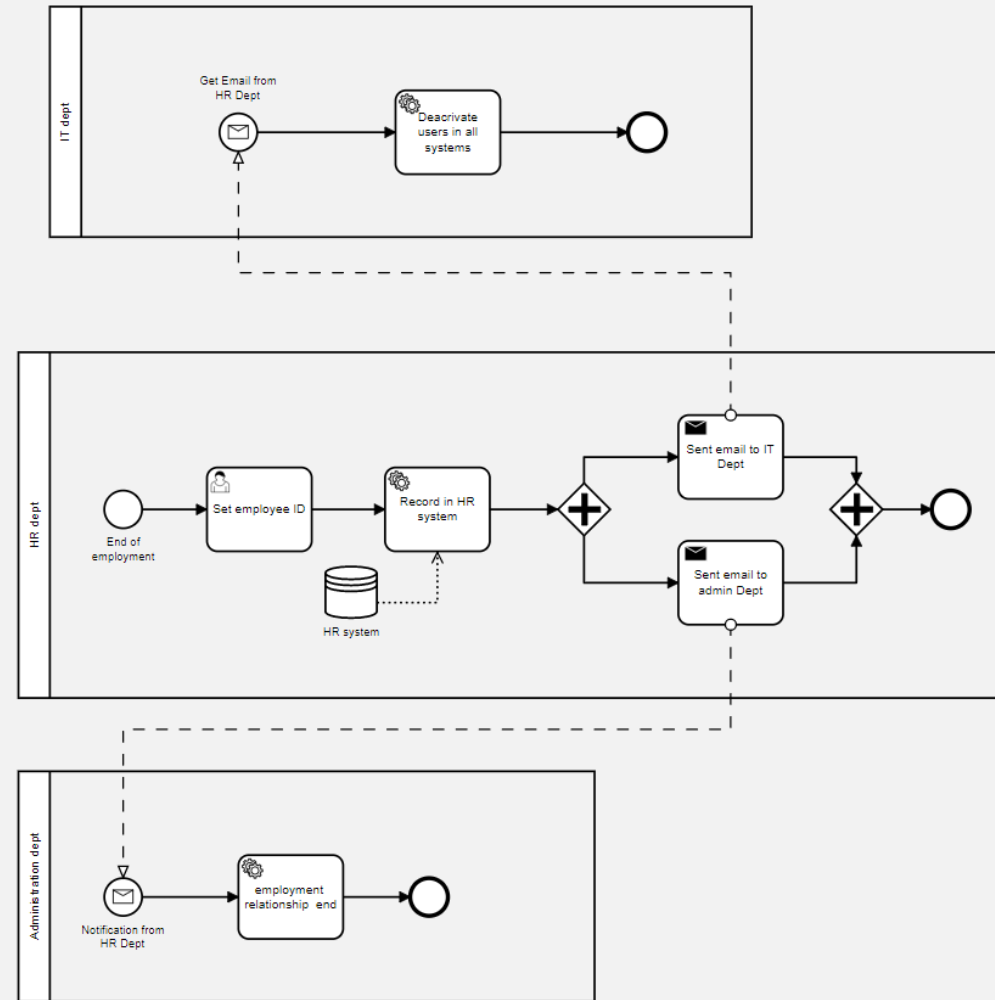 IT dept
Get Email from
HR Dept
Deacrivate
users in all
systems
HR dept
End of
employment
Set employee ID
Record in HR
system
HR system
Sent email to IT
Dept
Sent email to
admin Dept
Administration dept
Notification from
HR Dept
employment
relationship end